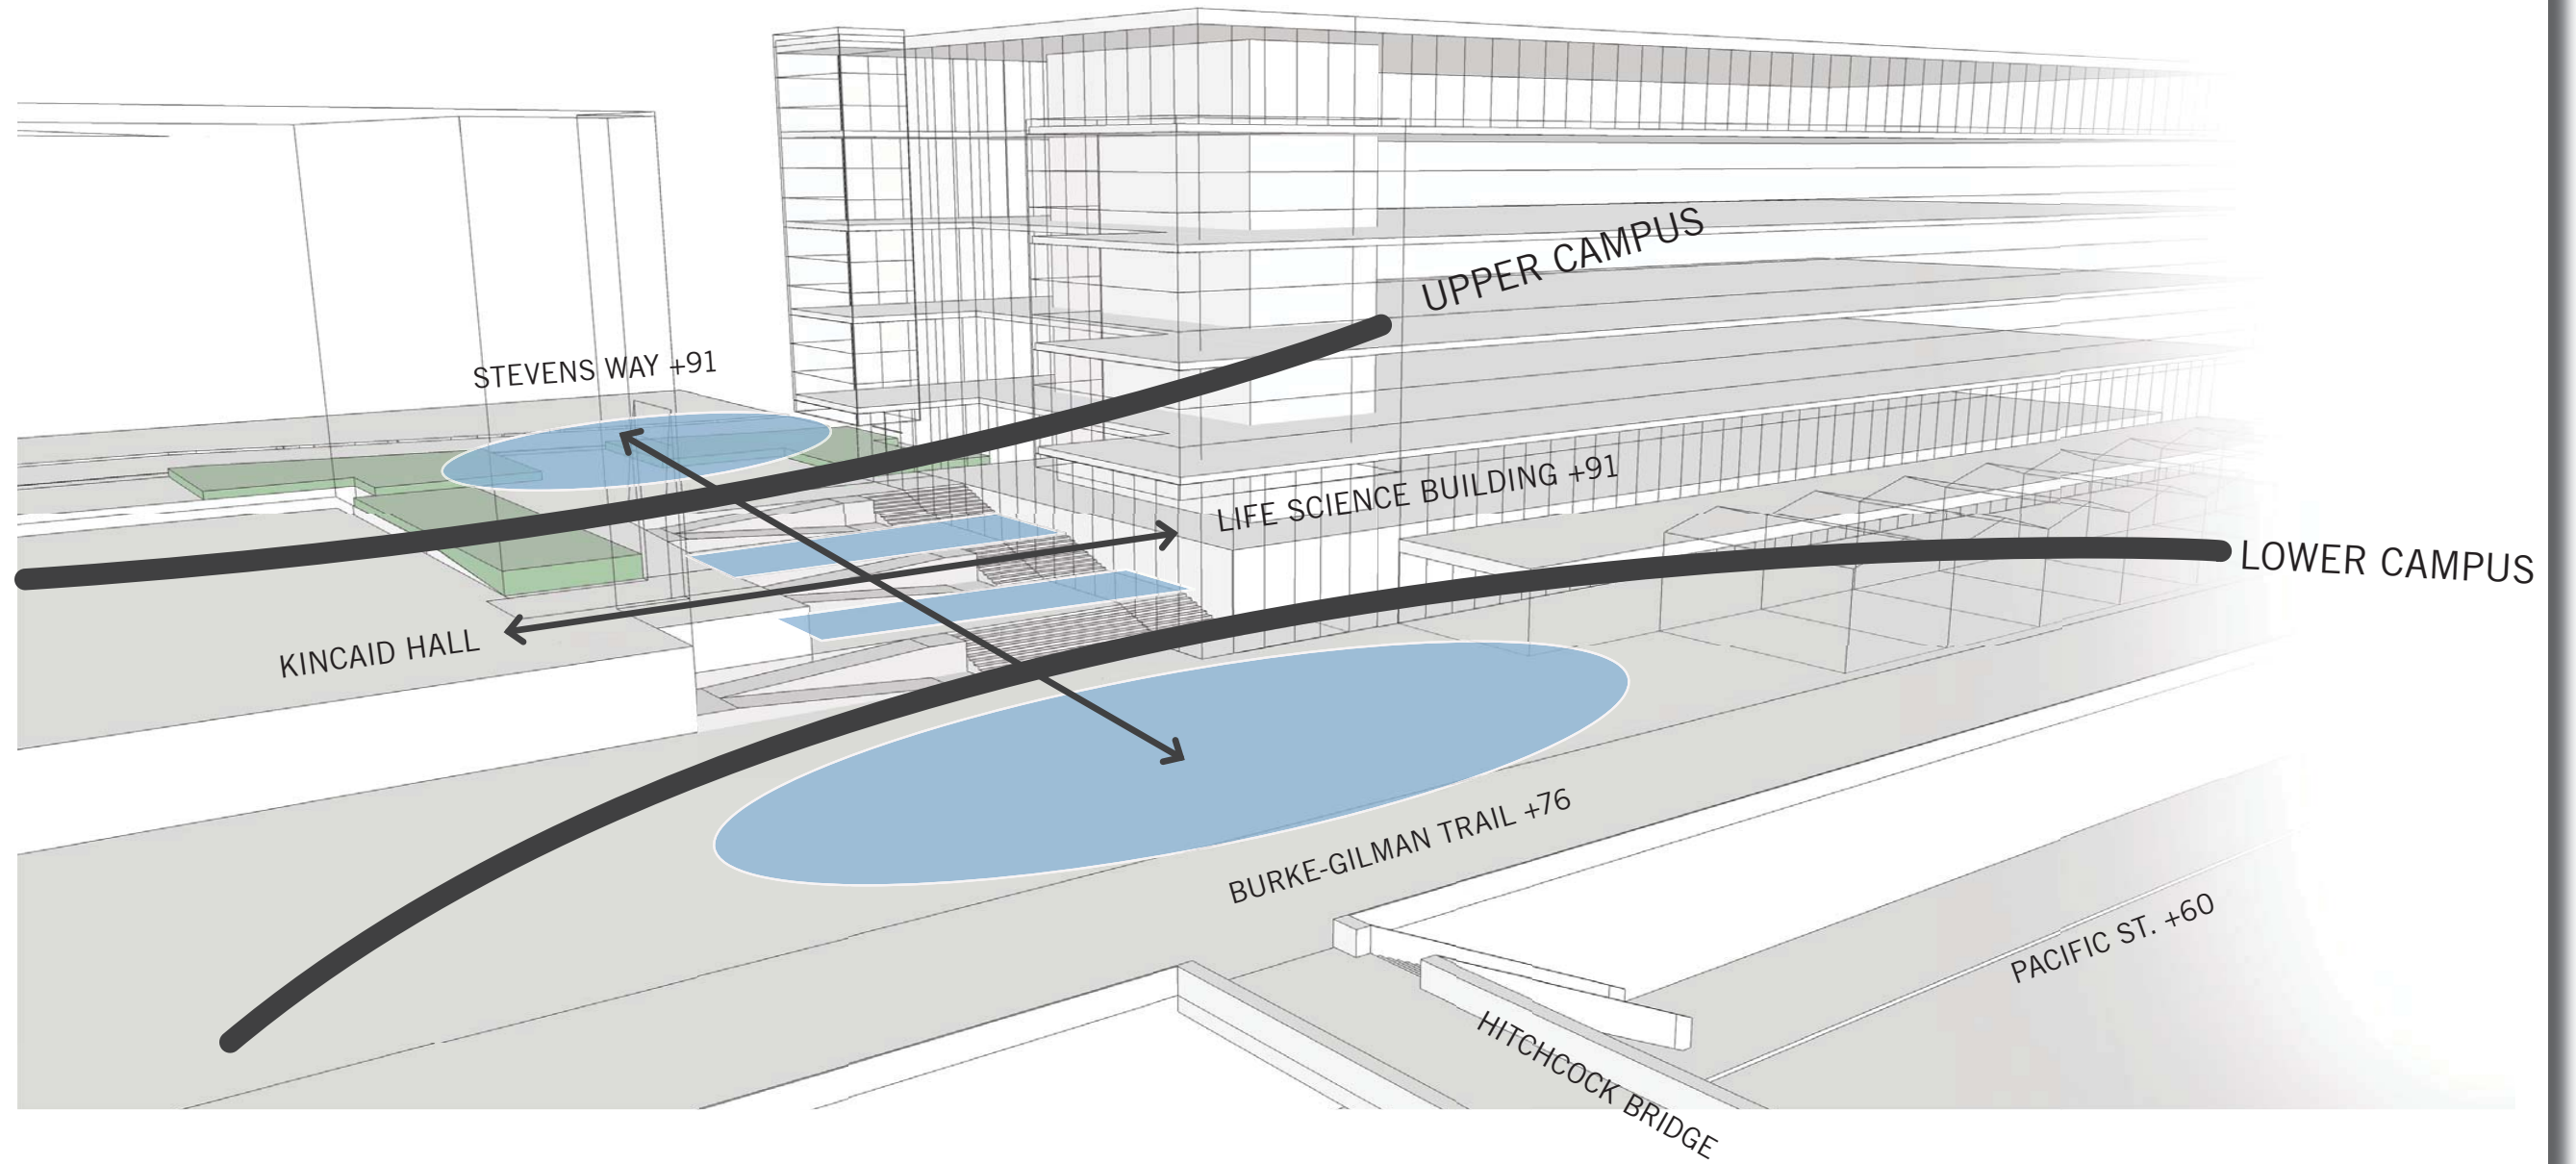 UPPER CAMPUS
STEVENS WAY +91
LIFE SCIENCE BUILDING +91
LOWER CAMPUS
KINCAID HALL
BURKE-GILMAN TRAIL +76
PACIFIC ST. +60
HITCHCOCK BRIDGE